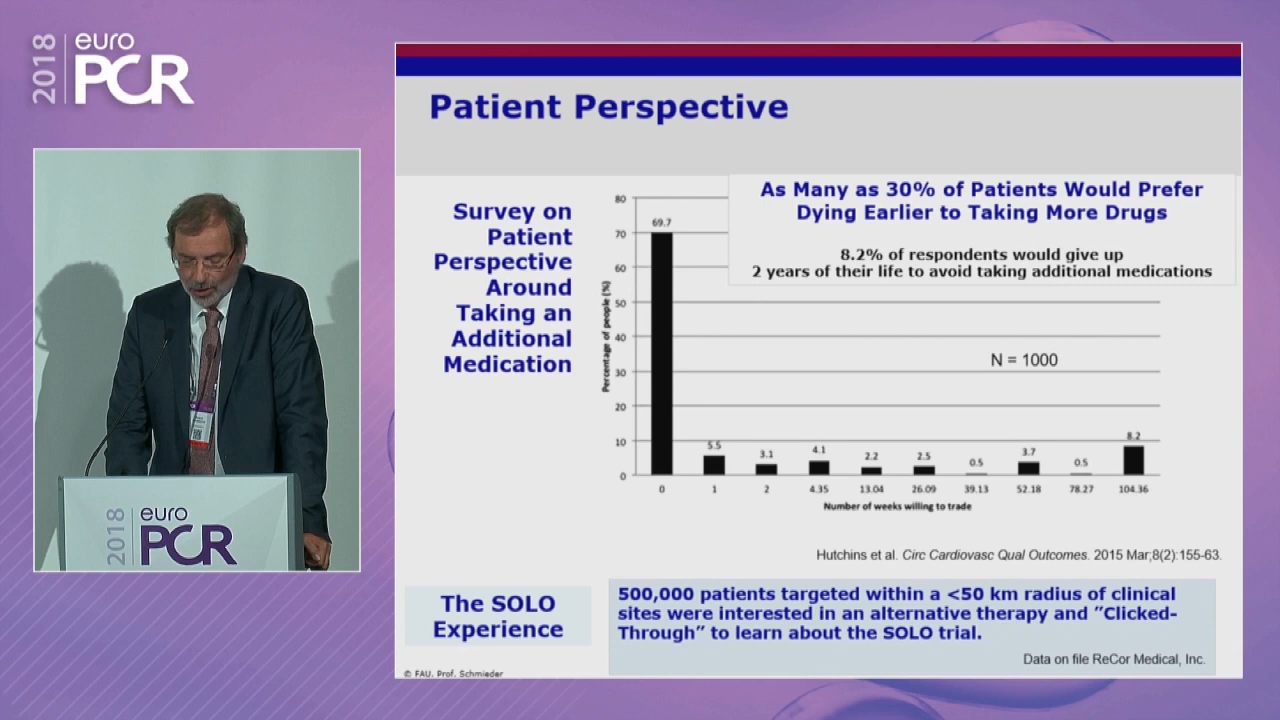 2018
euro
PCR
Patient Perspective
Survey on
Patient
Perspective
Around
Taking an
Additional
Medication
As Many as 30% of Patients Would Prefer
Dying Earlier to Taking More Drugs
8.2% of respondents would give up
2 years of their life to avoid taking additional medications
Percentage of people (%)
80
70
60
50
40
30
20
10
0
69.7
5.5
3.1
4.1
2.2
2.5
0.5
3.7
0.5
8.2
N = 1000
0 1 2 4.35 13.04 26.09 39.13 52.18 78.27 104.36
Number of weeks willing to trade
Hutchins et al. Circ Cardiovasc Qual Outcomes. 2015 Mar;8(2):155-63.
The SOLO
Experience
500,000 patients targeted within a <50 km radius of clinical
sites were interested in an alternative therapy and ”Clicked-
Through” to learn about the SOLO trial.
Data on file ReCor Medical, Inc.
© FAU. Prof. Schmieder
2018
euro
PCR